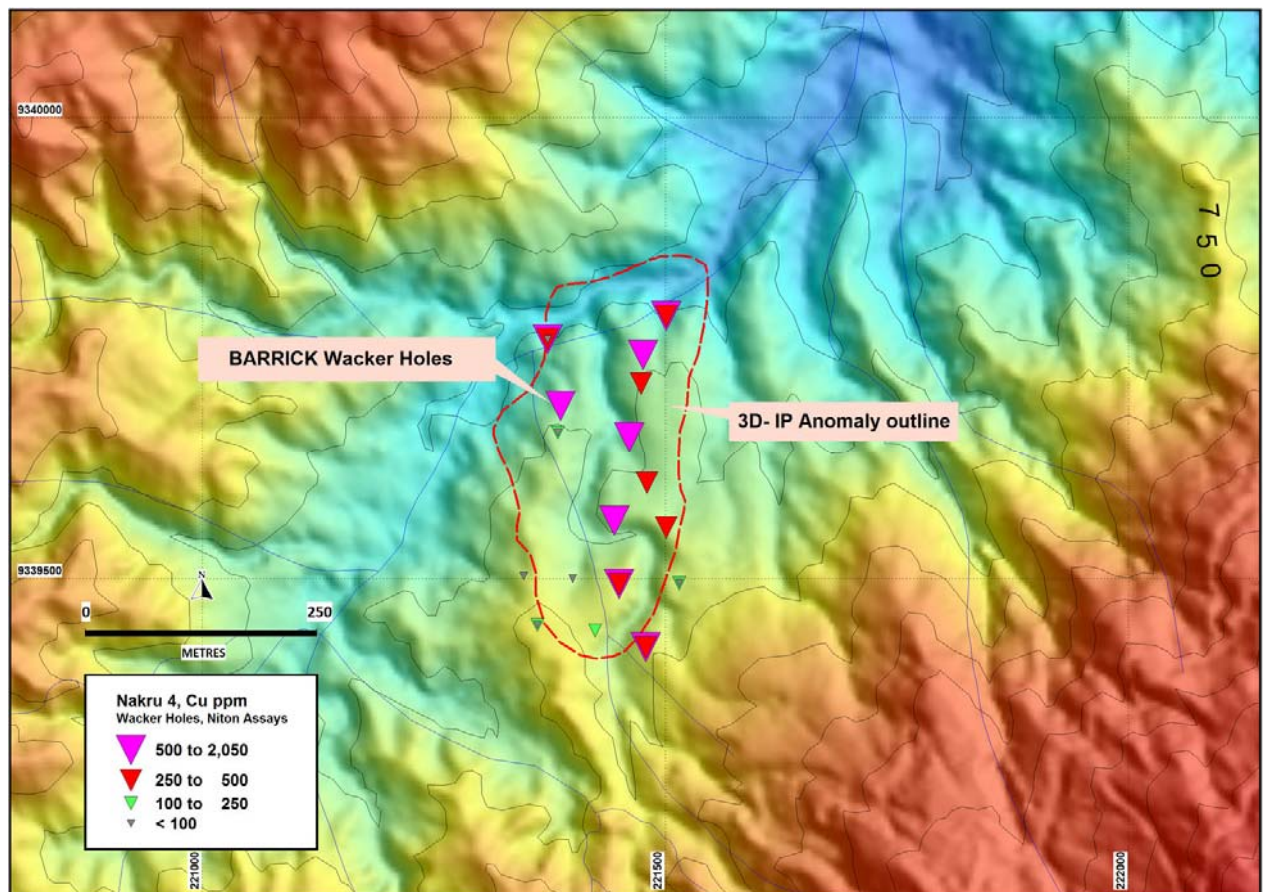 9340000
750
BARRICK Wacker Holes
3D- IP Anomaly outline
9339500
N
0 250
METRES
Nakru 4, Cu ppm
Wacker Holes, Niton Assays
500 to 2,050
250 to 500
100 to 250
< 100
221000
221500
222000